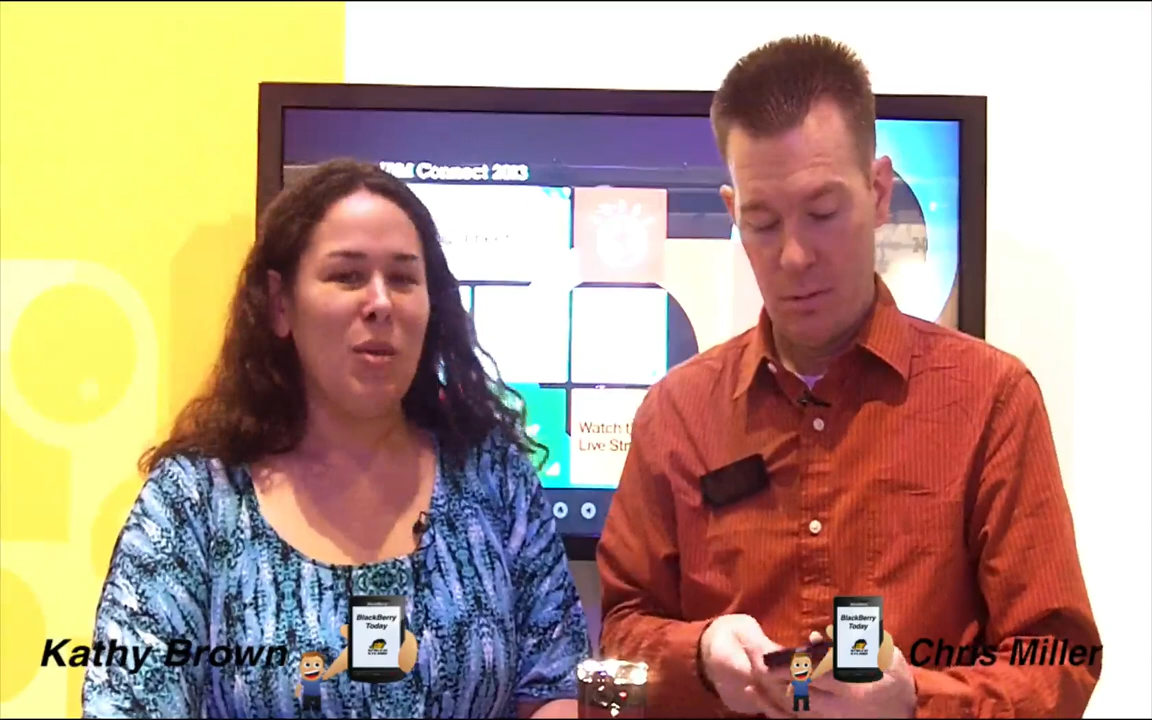 IBM Connect 2013
Watch t
Live Str
BlackBerry
Today
BlackBerry
Today
Kathy Brown
Chris Miller